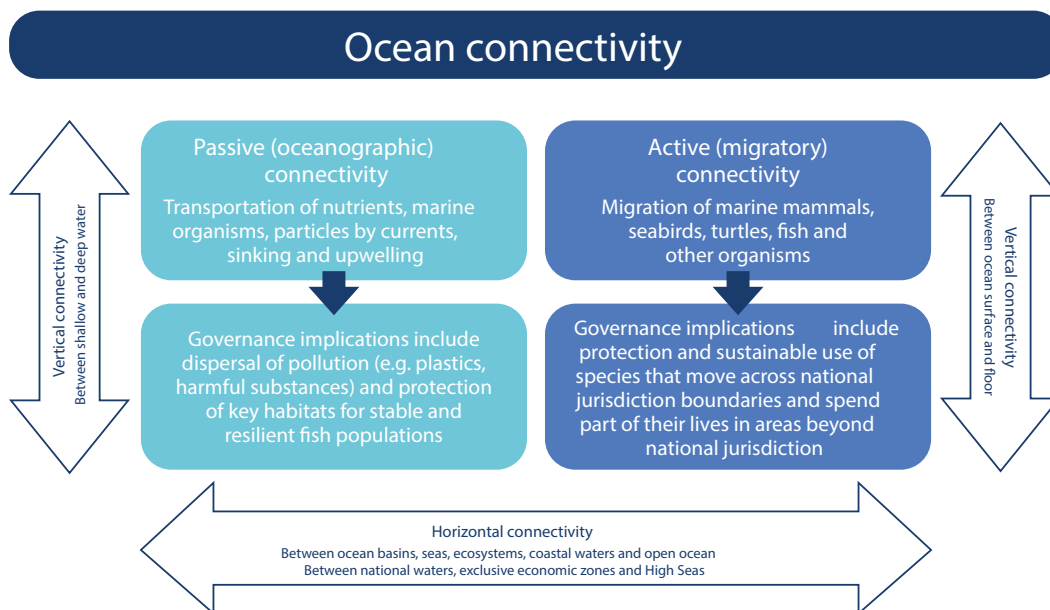 Ocean connectivity
Vertical connectivity
Between shallow and deep water
Passive (oceanographic)
connectivity
Transportation of nutrients, marine
organisms, particles by currents,
sinking and upwelling
Governance implications include
dispersal of pollution (e.g. plastics,
harmful substances) and protection
of key habitats for stable and
resilient fish populations
Active (migratory)
connectivity
Migration of marine mammals,
seabirds, turtles, fish and
other organisms
Governance implications include
protection and sustainable use of
species that move across national
jurisdiction boundaries and spend
part of their lives in areas beyond
national jurisdiction
Vertical connectivity
Between ocean surface and floor
Horizontal connectivity
Between ocean basins, seas, ecosystems, coastal waters and open ocean
Between national waters, exclusive economic zones and High Seas